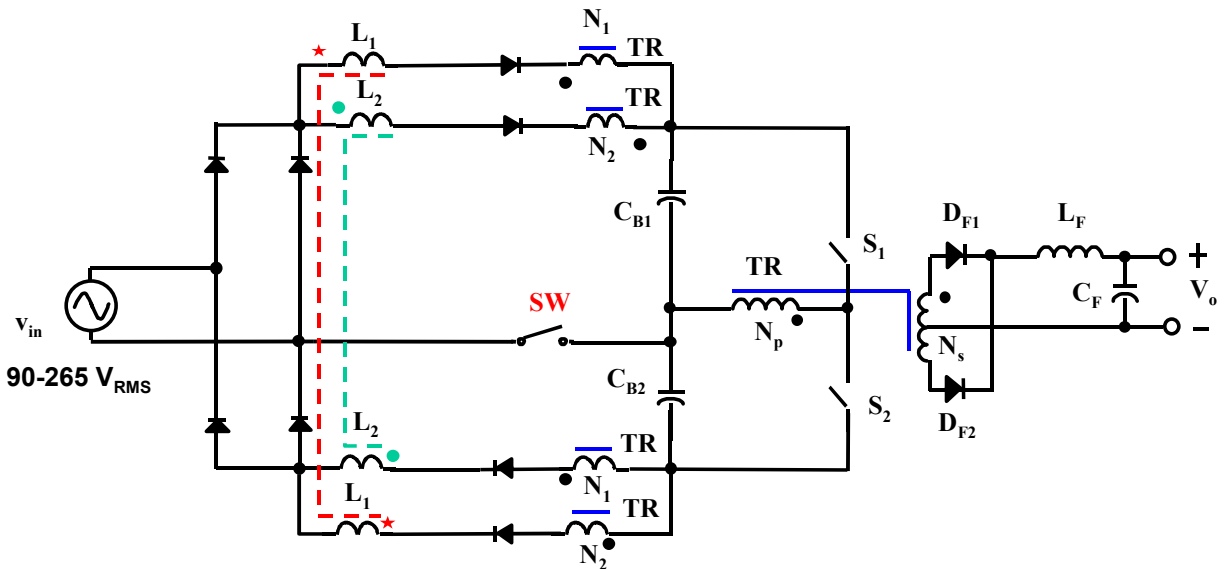 N1
L1
TR
L2
TR
N2
CB1
S1
DF1
LF
TR
+
CF
Vo
SW
vin
Np
Ns
−
90-265 VRMS
CB2
S2
DF2
L2
TR
N1
L1
TR
N2